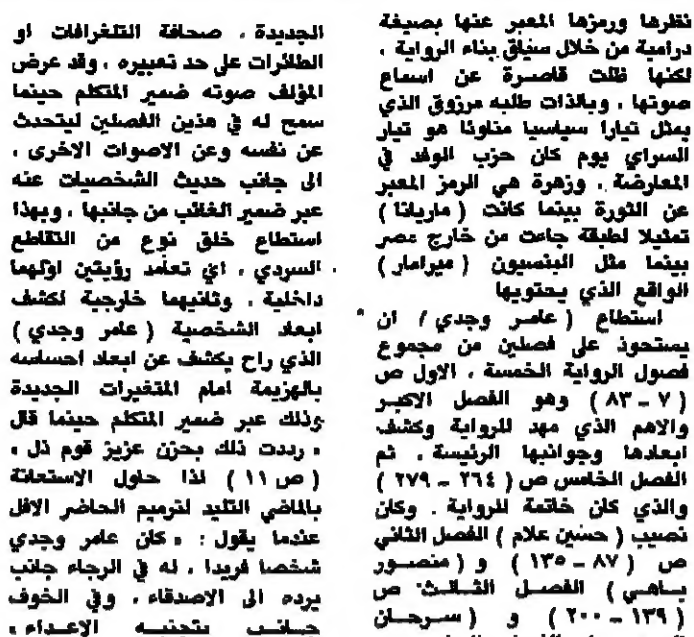 نظرها ورمزها المعبر عنها بصيغة
درامية من خلال سياق بناء الرواية ،
لكنها ظلت قاصرة عن اسماع
صوتها ، وبالذات طلبه مرزوق الذي
يمثل تيارا سياسيا مناوئا هو تيار
السراي يوم كان حزب الوفد في
المعارضة ، وزهرة هي الرمز المعبر
عن الثورة بينما كانت ( ماريانا )
تمثيلا لطبقة جاءت من خارج مصر
بينما مثل البنسيون ( ميرامار )
الواقع الذي يحتويها
استطاع ( عامر وجدي / ان
يستحوذ على فصلين من مجموع
فصول الرواية الخمسة ، الاول ص
( ٧ - ٨٣ ) وهو الفصل الاكبر
والاهم الذي مهد للرواية وكشف
ابعادها وجوانبها الرئيسة ، ثم
الفصل الخامس ص ( ٢٦٤ - ٢٧٩ )
والذي كان خاتمة للرواية . وكان
نصيب ( حسين علام ) الفصل الثاني
ص ( ٨٧ - ١٣٥ ) و ( منصور
باهي ) الفصل الثالث ص
( ١٣٩ - ٢٠٠ ) و ( سرحان
الجديدة ، صحافة التلغرافات او
الطائرات على حد تعبيره ، وقد عرض
المؤلف صوته ضمير المتكلم حينما
سمح له في هذين الفصلين ليتحدث
عن نفسه وعن الاصوات الاخرى ،
الى جانب حديث الشخصيات عنه
عبر ضمير الغائب من جانبها ، وبهذا
استطاع خلق نوع من التقاطع
السردي ، اي تعامد رؤيتين اولهما
داخلية ، وثانيهما خارجية لكشف
ابعاد الشخصية ( عامر وجدي )
الذي راح يكشف عن ابعاد احساسه
بالهزيمة امام المتغيرات الجديدة
وذلك عبر ضمير المتكلم حينما قال
« رددت ذلك بحزن عزيز قوم ذل »
( ص ١١ ) لذا حاول الاستعانة
بالماضي التليد لترميم الحاضر الافل
عندما يقول : « كان عامر وجدي
شخصا فريدا ، له في الرجاء جانب
يرده الى الاصدقاء ، وفي الخوف
جانب يتجنبه الاعداء »